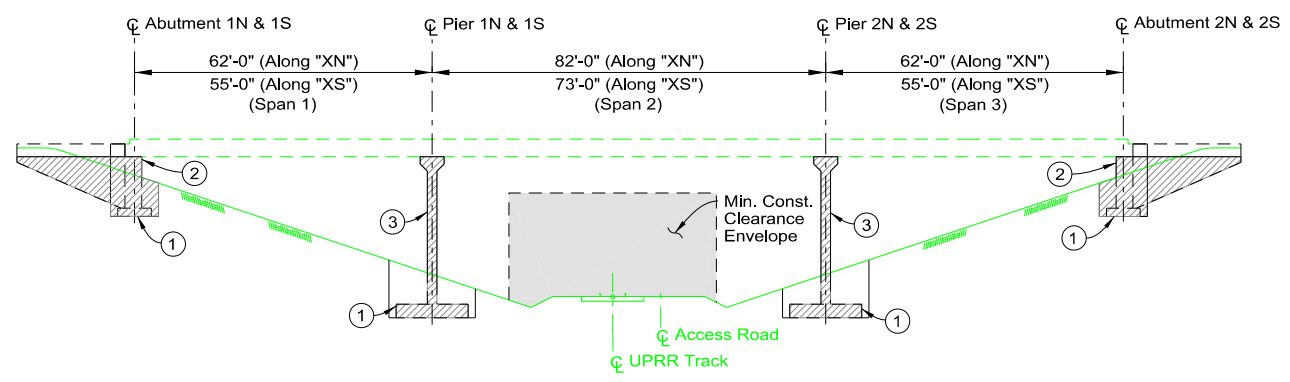 ℄ Abutment 1N & 1S
℄ Pier 1N & 1S
℄ Pier 2N & 2S
℄ Abutment 2N & 2S
62'-0" (Along "XN")
55'-0" (Along "XS")
(Span 1)
82'-0" (Along "XN")
73'-0" (Along "XS")
(Span 2)
62'-0" (Along "XN")
55'-0" (Along "XS")
(Span 3)
2
2
Min. Const.
Clearance
Envelope
3
3
1
1
1
1
℄ Access Road
℄ UPRR Track